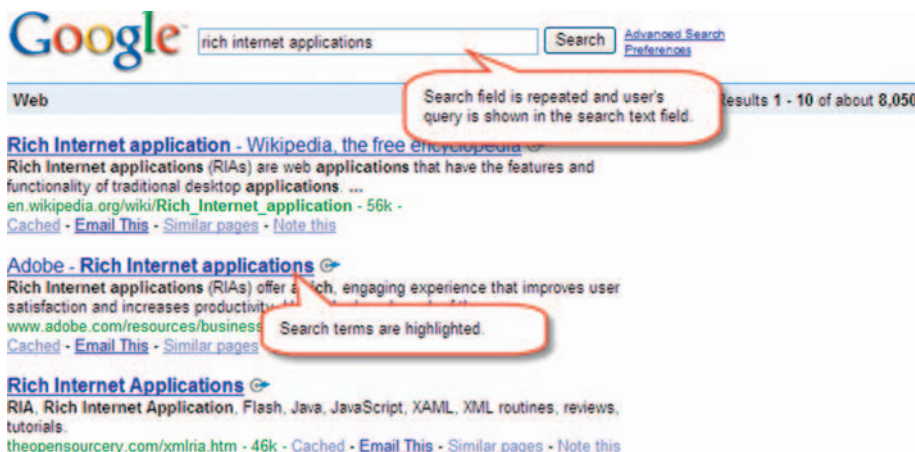 Google rich internet applications Search Advanced Search
Preferences
Search field is repeated and user's
query is shown in the search text field.
Web Results 1 - 10 of about 8,050
Rich Internet application - Wikipedia, the free encyclopedia
Rich Internet applications (RIAs) are web applications that have the features and
functionality of traditional desktop applications. ...
en.wikipedia.org/wiki/Rich_Internet_application - 56k -
Cached - Email This - Similar pages - Note this
Adobe - Rich Internet applications
Rich Internet applications (RIAs) offer a rich, engaging experience that improves user
satisfaction and increases productivity.
www.adobe.com/resources/business
Search terms are highlighted.
Cached - Email This - Similar pages
Rich Internet Applications
RIA, Rich Internet Application, Flash, Java, JavaScript, XAML, XML routines, reviews,
tutorials.
theopensourcery.com/xmlria.htm - 46k - Cached - Email This - Similar pages - Note this